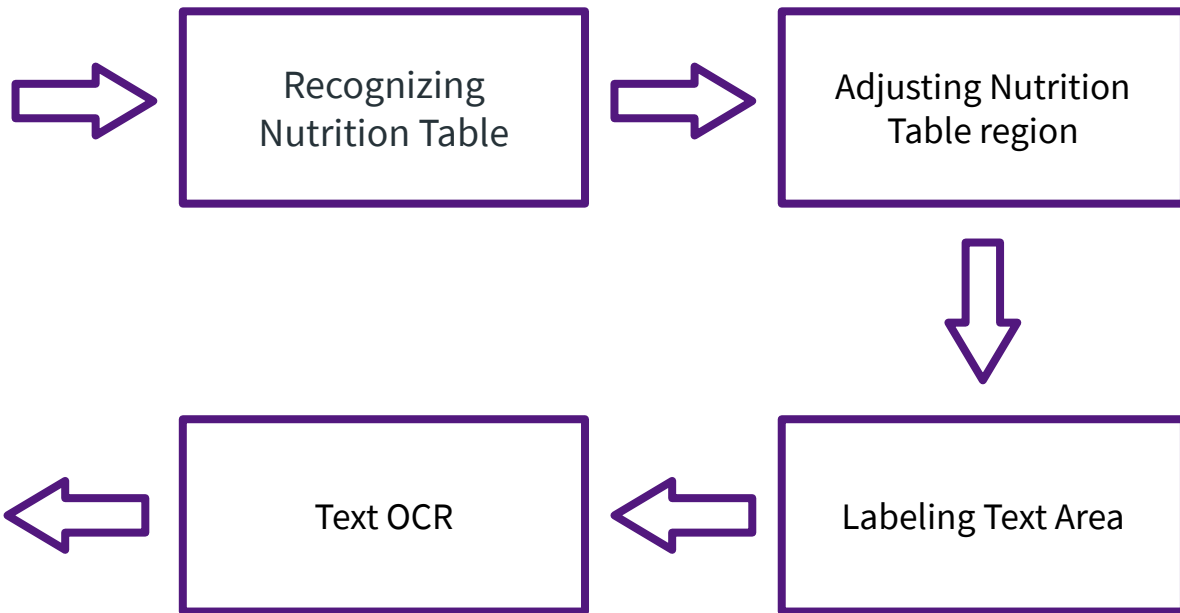 Recognizing
Nutrition Table
Adjusting Nutrition
Table region
Labeling Text Area
Text OCR